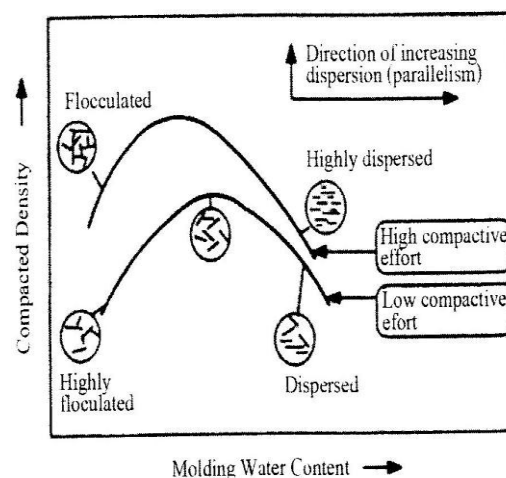 Direction of increasing
dispersion (parallelism)
Flocculated
Highly dispersed
High compactive
effort
Low compactive
efort
Highly
floculated
Dispersed
Compacted Density
Molding Water Content